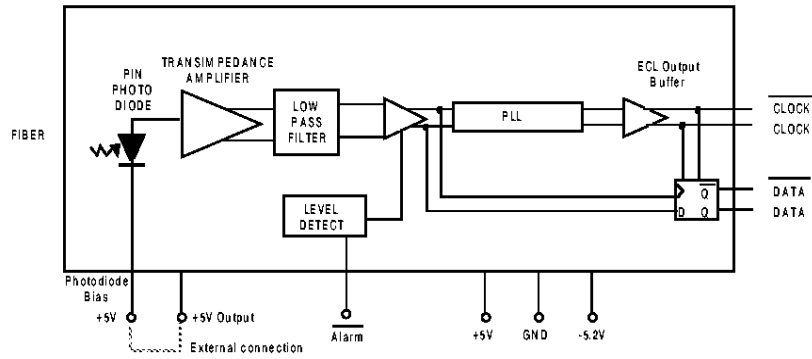 TRANSIMPEDANCE
AMPLIFIER
PIN
PHOTO
DIODE
ECL Output
Buffer
FIBER
LOW
PASS
FILTER
PLL
CLOCK
CLOCK
LEVEL
DETECT
Q
D Q
DATA
DATA
Photodiode
Bias
+5V
+5V Output
External connection
Alarm
+5V
GND
-5.2V